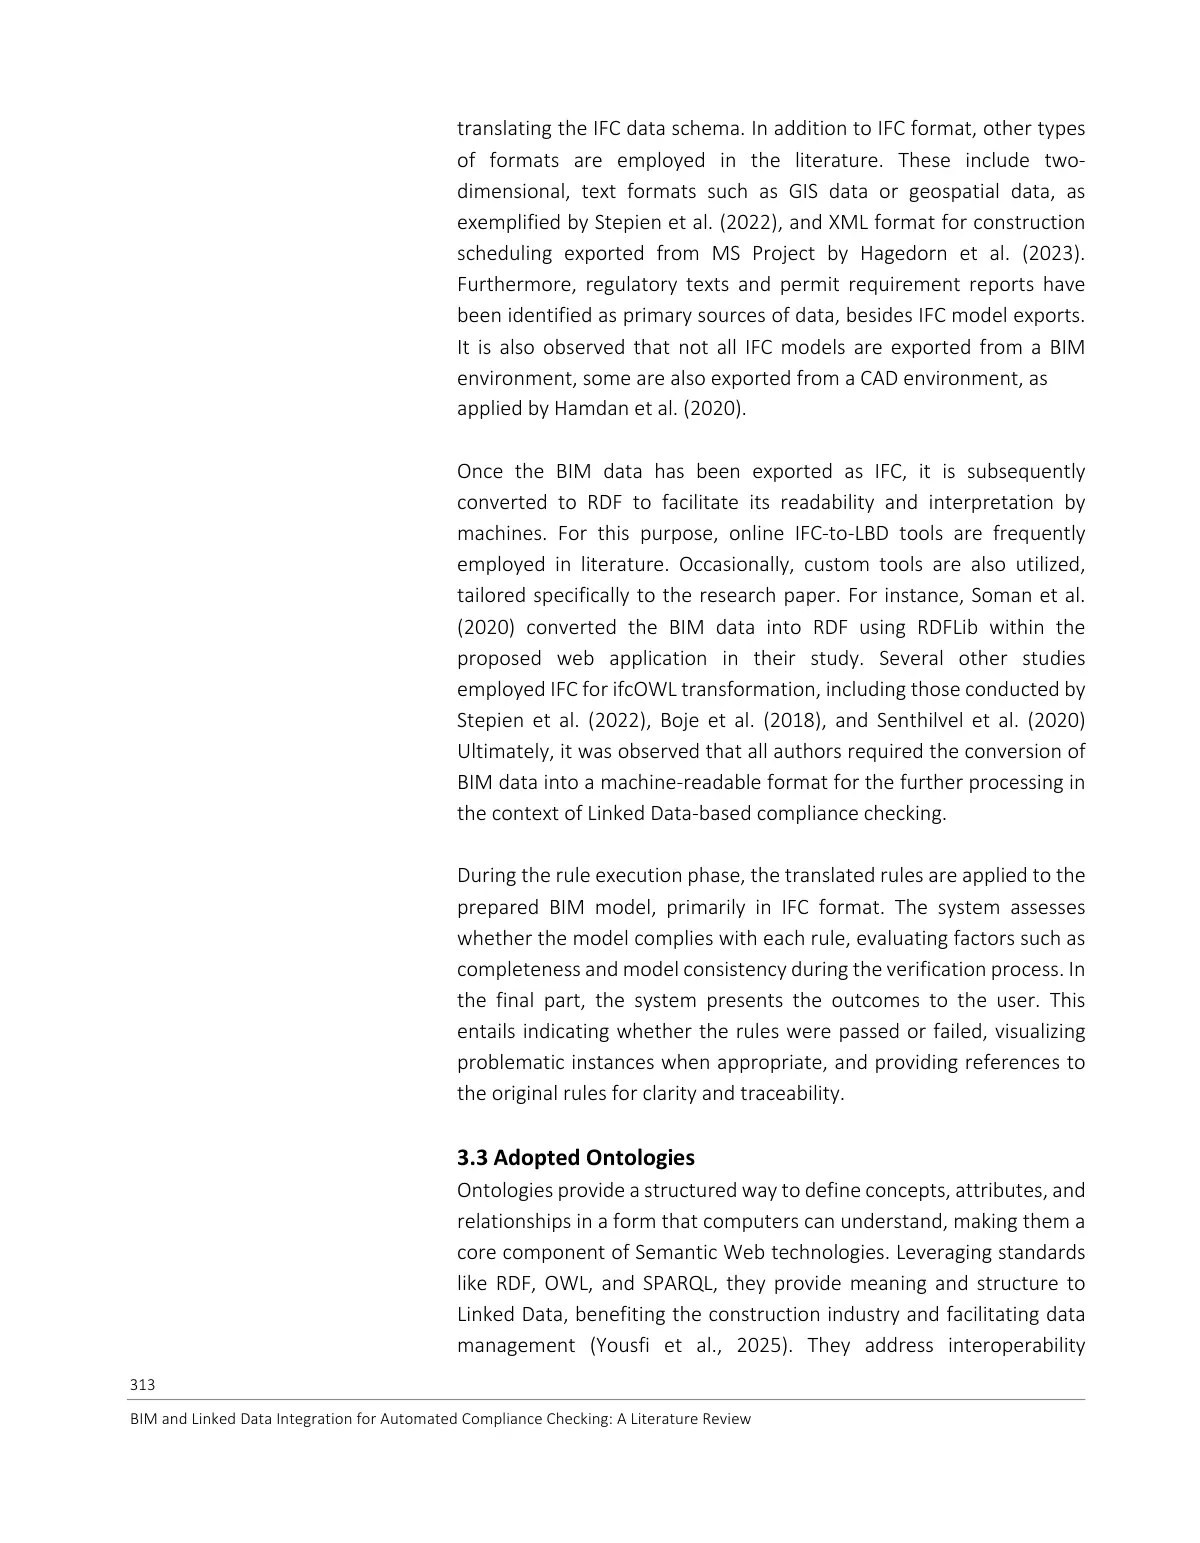 translating the IFC data schema. In addition to IFC format, other types
of formats are employed in the literature. These include two-
dimensional, text formats such as GIS data or geospatial data, as
exemplified by Stepien et al. (2022), and XML format for construction
scheduling exported from MS Project by Hagedorn et al. (2023).
Furthermore, regulatory texts and permit requirement reports have
been identified as primary sources of data, besides IFC model exports.
It is also observed that not all IFC models are exported from a BIM
environment, some are also exported from a CAD environment, as
applied by Hamdan et al. (2020).
Once the BIM data has been exported as IFC, it is subsequently
converted to RDF to facilitate its readability and interpretation by
machines. For this purpose, online IFC-to-LBD tools are frequently
employed in literature. Occasionally, custom tools are also utilized,
tailored specifically to the research paper. For instance, Soman et al.
(2020) converted the BIM data into RDF using RDFLib within the
proposed web application in their study. Several other studies
employed IFC for ifcOWL transformation, including those conducted by
Stepien et al. (2022), Boje et al. (2018), and Senthilvel et al. (2020)
Ultimately, it was observed that all authors required the conversion of
BIM data into a machine-readable format for the further processing in
the context of Linked Data-based compliance checking.
During the rule execution phase, the translated rules are applied to the
prepared BIM model, primarily in IFC format. The system assesses
whether the model complies with each rule, evaluating factors such as
completeness and model consistency during the verification process. In
the final part, the system presents the outcomes to the user. This
entails indicating whether the rules were passed or failed, visualizing
problematic instances when appropriate, and providing references to
the original rules for clarity and traceability.
3.3 Adopted Ontologies
Ontologies provide a structured way to define concepts, attributes, and
relationships in a form that computers can understand, making them a
core component of Semantic Web technologies. Leveraging standards
like RDF, OWL, and SPARQL, they provide meaning and structure to
Linked Data, benefiting the construction industry and facilitating data
management (Yousfi et al., 2025). They address interoperability
313
BIM and Linked Data Integration for Automated Compliance Checking: A Literature Review